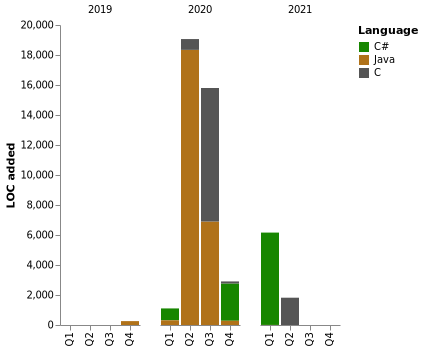 2019 2020 2021
Language
C#
Java
C
LOC added
20,000
18,000
16,000
14,000
12,000
10,000
8,000
6,000
4,000
2,000
0
Q1 Q2 Q3 Q4 Q1 Q2 Q3 Q4 Q1 Q2 Q3 Q4